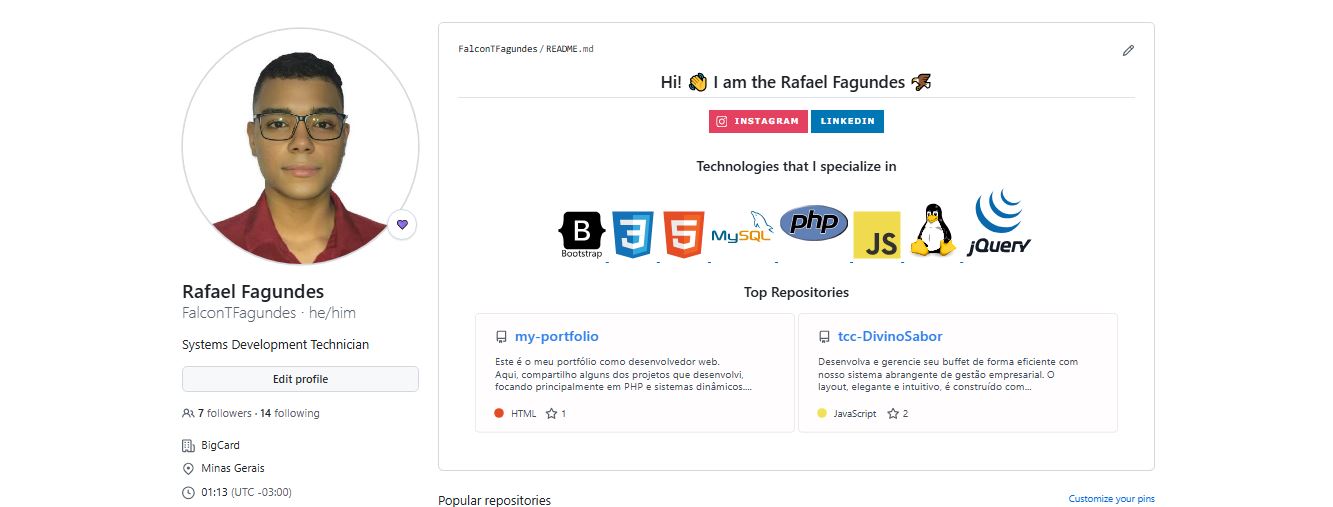 FalconTFagundes / README.md
Hi! 👋 I am the Rafael Fagundes 🦅
INSTAGRAM LINKEDIN
Technologies that I specialize in
B
Bootstrap
3
5
MySQL
php
JS
jQuery
Top Repositories
my-portfolio
Este é o meu portfólio como desenvolvedor web.
Aqui, compartilho alguns dos projetos que desenvolvi,
focando principalmente em PHP e sistemas dinâmicos....
HTML 1
tcc-DivinoSabor
Desenvolva e gerencie seu buffet de forma eficiente com
nosso sistema abrangente de gestão empresarial. O
layout, elegante e intuitivo, é construído com...
JavaScript 2
Rafael Fagundes
FalconTFagundes · he/him
Systems Development Technician
Edit profile
7 followers · 14 following
BigCard
Minas Gerais
01:13 (UTC -03:00)
Popular repositories
Customize your pins